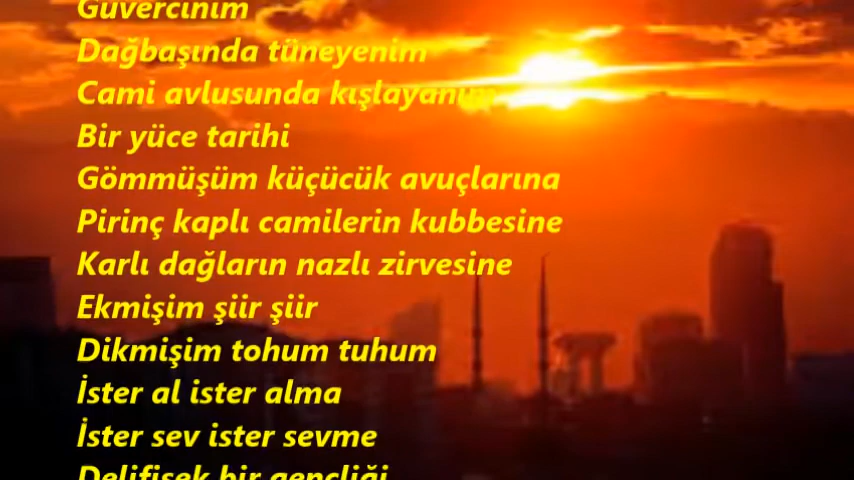 Güvercinim
Dağbaşında tüneyenim
Cami avlusunda kışlayanım
Bir yüce tarihi
Gömmüşüm küçücük avuçlarına
Pirinç kaplı camilerin kubbesine
Karlı dağların nazlı zirvesine
Ekmişim şiir şiir
Dikmişim tohum tuhum
İster al ister alma
İster sev ister sevme
Delifişek bir gençliği